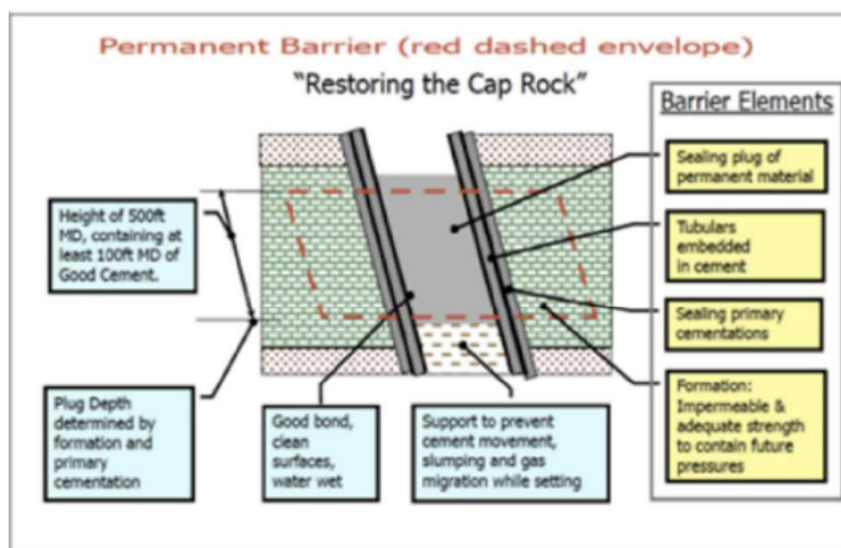 Permanent Barrier (red dashed envelope)
"Restoring the Cap Rock"
Height of 500ft
MD, containing at
least 100ft MD of
Good Cement.
Plug Depth
determined by
formation and
primary
cementation
Good bond,
clean
surfaces,
water wet
Support to prevent
cement movement,
slumping and gas
migration while setting
Barrier Elements
Sealing plug of
permanent material
Tubulars
embedded
in cement
Sealing primary
cementations
Formation:
Impermeable &
adequate strength
to contain future
pressures